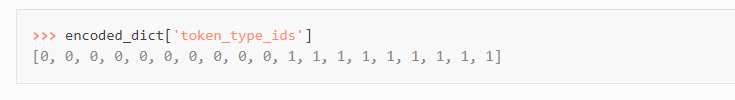 >>> encoded_dict['token_type_ids']
[0, 0, 0, 0, 0, 0, 0, 0, 0, 0, 1, 1, 1, 1, 1, 1, 1, 1, 1]